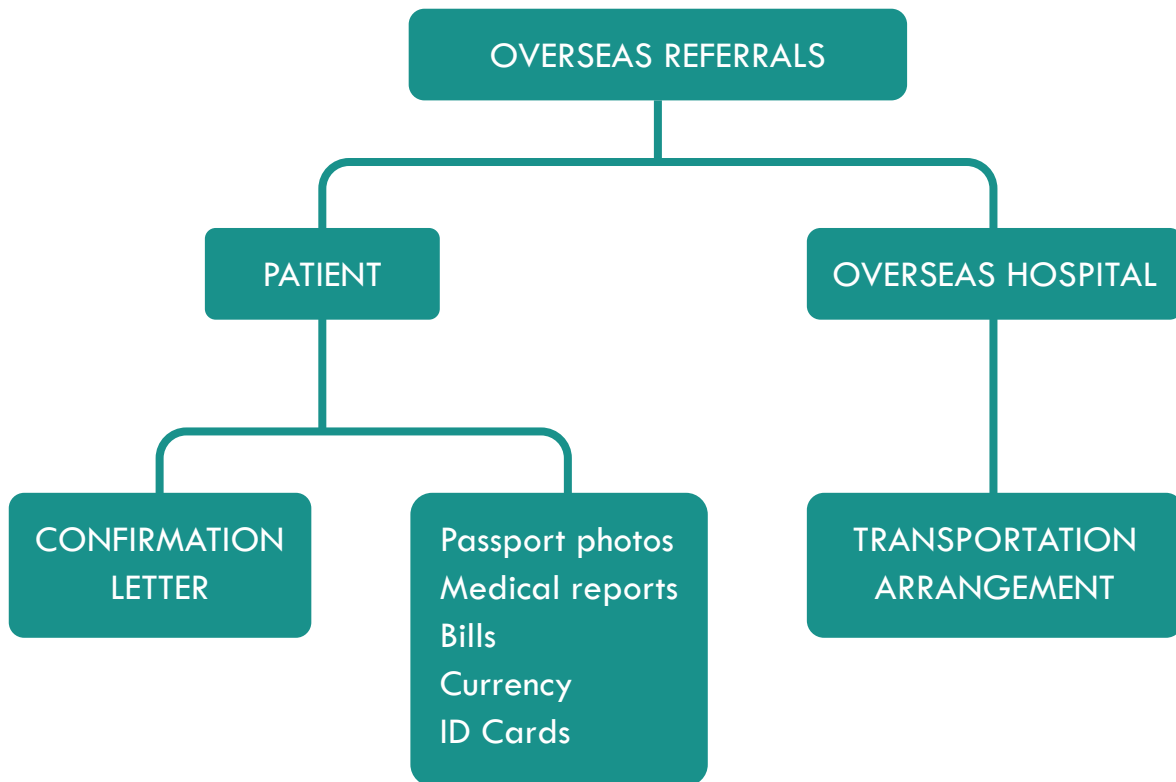 OVERSEAS REFERRALS
PATIENT
OVERSEAS HOSPITAL
CONFIRMATION
LETTER
Passport photos
Medical reports
Bills
Currency
ID Cards
TRANSPORTATION
ARRANGEMENT